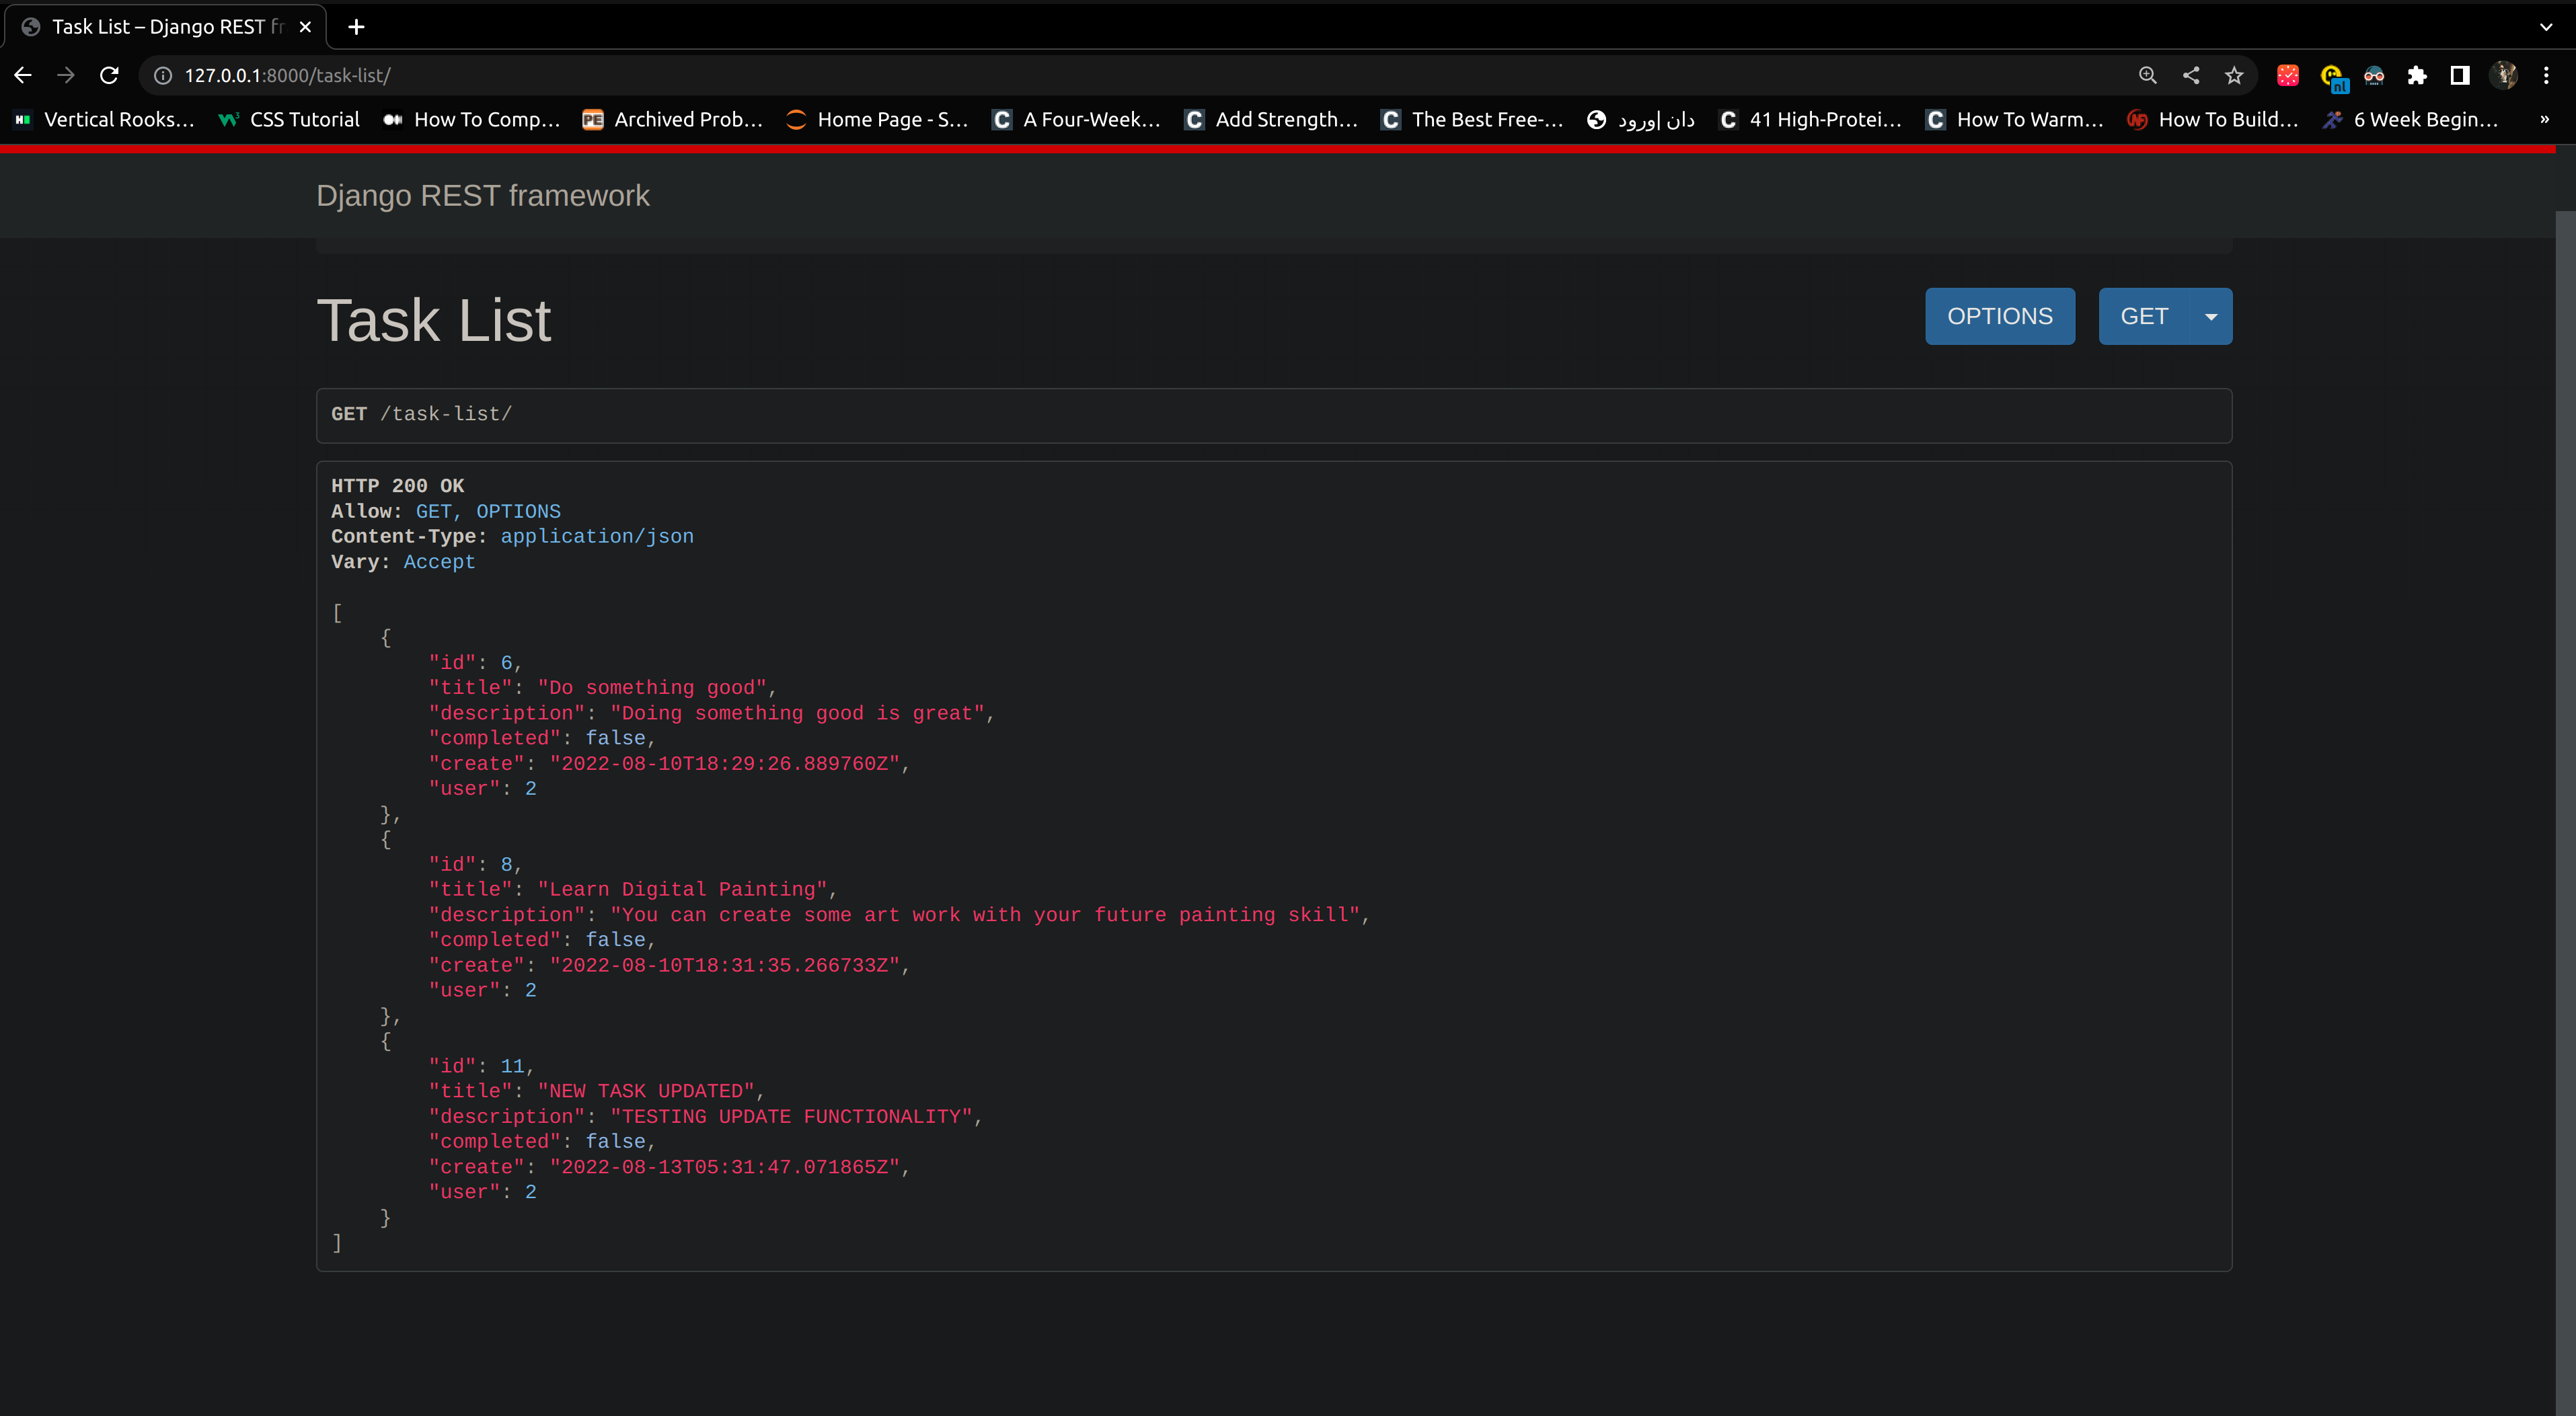 Task List – Django REST fr
127.0.0.1:8000/task-list/
Vertical Rooks...
CSS Tutorial
How To Comp...
PE
Archived Prob...
Home Page - S...
C
A Four-Week...
C
Add Strength...
C
The Best Free-...
دان |ورود
C
41 High-Protei...
C
How To Warm...
How To Build...
6 Week Begin...
»
nl
Django REST framework
Task List
OPTIONS
GET
GET /task-list/
HTTP 200 OK
Allow: GET, OPTIONS
Content-Type: application/json
Vary: Accept
[
{
"id": 6,
"title": "Do something good",
"description": "Doing something good is great",
"completed": false,
"create": "2022-08-10T18:29:26.889760Z",
"user": 2
},
{
"id": 8,
"title": "Learn Digital Painting",
"description": "You can create some art work with your future painting skill",
"completed": false,
"create": "2022-08-10T18:31:35.266733Z",
"user": 2
},
{
"id": 11,
"title": "NEW TASK UPDATED",
"description": "TESTING UPDATE FUNCTIONALITY",
"completed": false,
"create": "2022-08-13T05:31:47.071865Z",
"user": 2
}
]